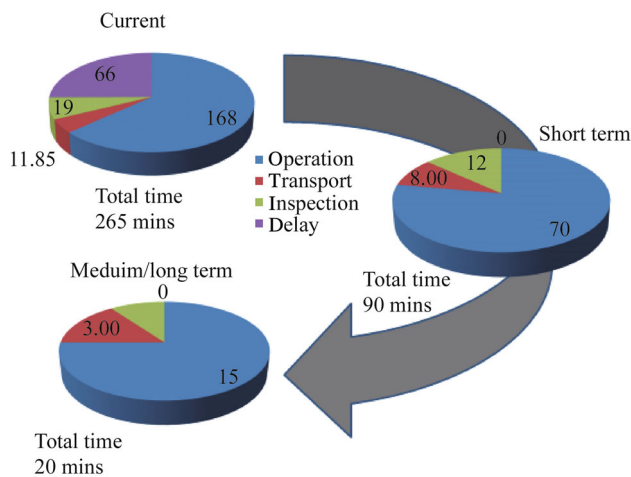 Current
66
19
168
11.85
Total time
265 mins
Operation
Transport
Inspection
Delay
0
Short term
12
8.00
70
Total time
90 mins
Meduim/long term
0
3.00
15
Total time
20 mins